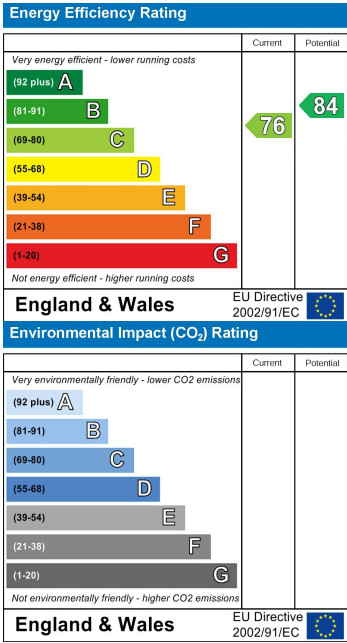 Energy Efficiency Rating
Current Potential
Very energy efficient - lower running costs
(92 plus) A
(81-91) B
(69-80) C
(55-68) D
(39-54) E
(21-38) F
(1-20) G
76
84
Not energy efficient - higher running costs
England & Wales
EU Directive
2002/91/EC
Environmental Impact (CO₂) Rating
Current Potential
Very environmentally friendly - lower CO2 emissions
(92 plus) A
(81-91) B
(69-80) C
(55-68) D
(39-54) E
(21-38) F
(1-20) G
Not environmentally friendly - higher CO2 emissions
England & Wales
EU Directive
2002/91/EC